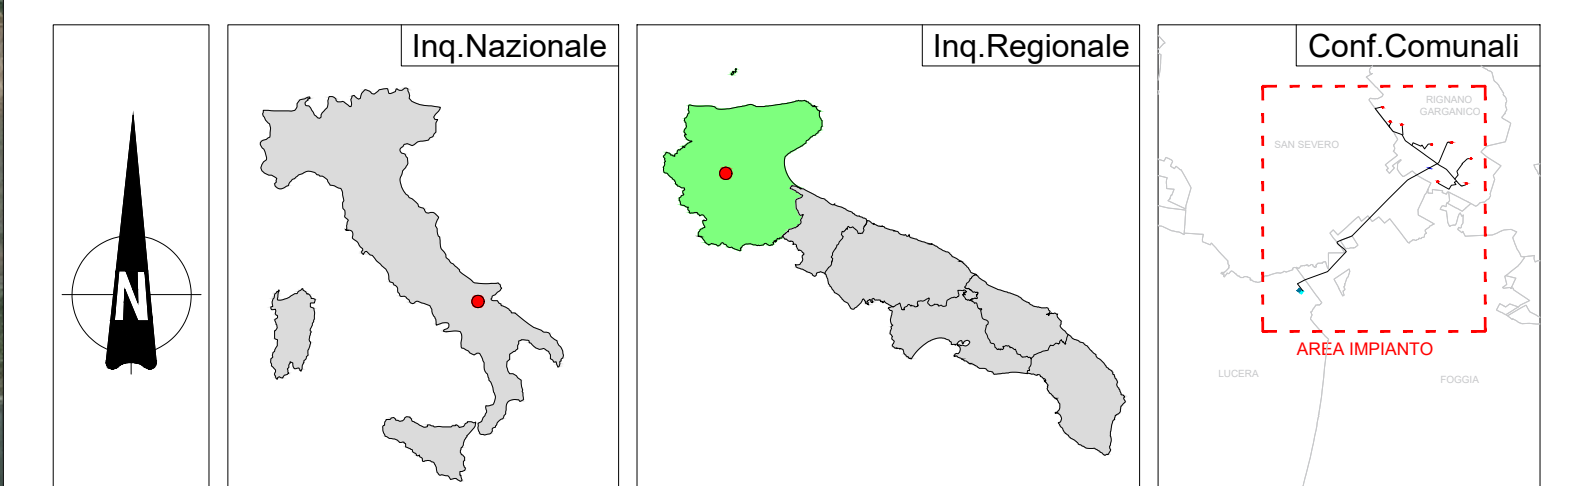 N
Inq.Nazionale
Inq.Regionale
Conf.Comunali
RIGNANO
GARGANICO
SAN SEVERO
AREA IMPIANTO
LUCERA
FOGGIA